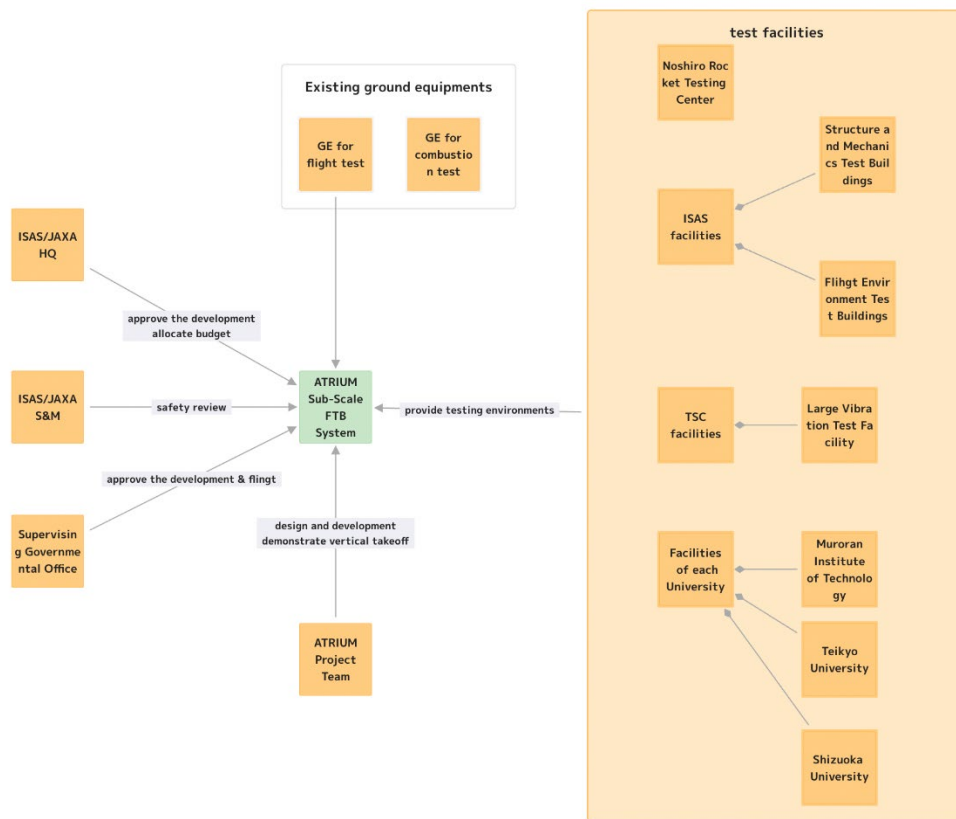 test facilities
Noshiro Roc
ket Testing
Center
Existing ground equipments
GE for
flight test
GE for
combustio
n test
Structure a
nd Mechani
cs Test Buil
dings
ISAS
facilities
Flihgt Envir
onment Tes
t Buildings
ISAS/JAXA
HQ
approve the development
allocate budget
ISAS/JAXA
S&M
safety review
ATRIUM
Sub-Scale
FTB
System
provide testing environments
TSC
facilities
Large Vibra
tion Test Fa
cility
approve the development & flingt
Supervisin
g Governme
ntal Office
design and development
demonstrate vertical takeoff
Facilities
of each
University
Muroran
Institute
of Technolo
gy
ATRIUM
Project
Team
Teikyo
University
Shizuoka
University